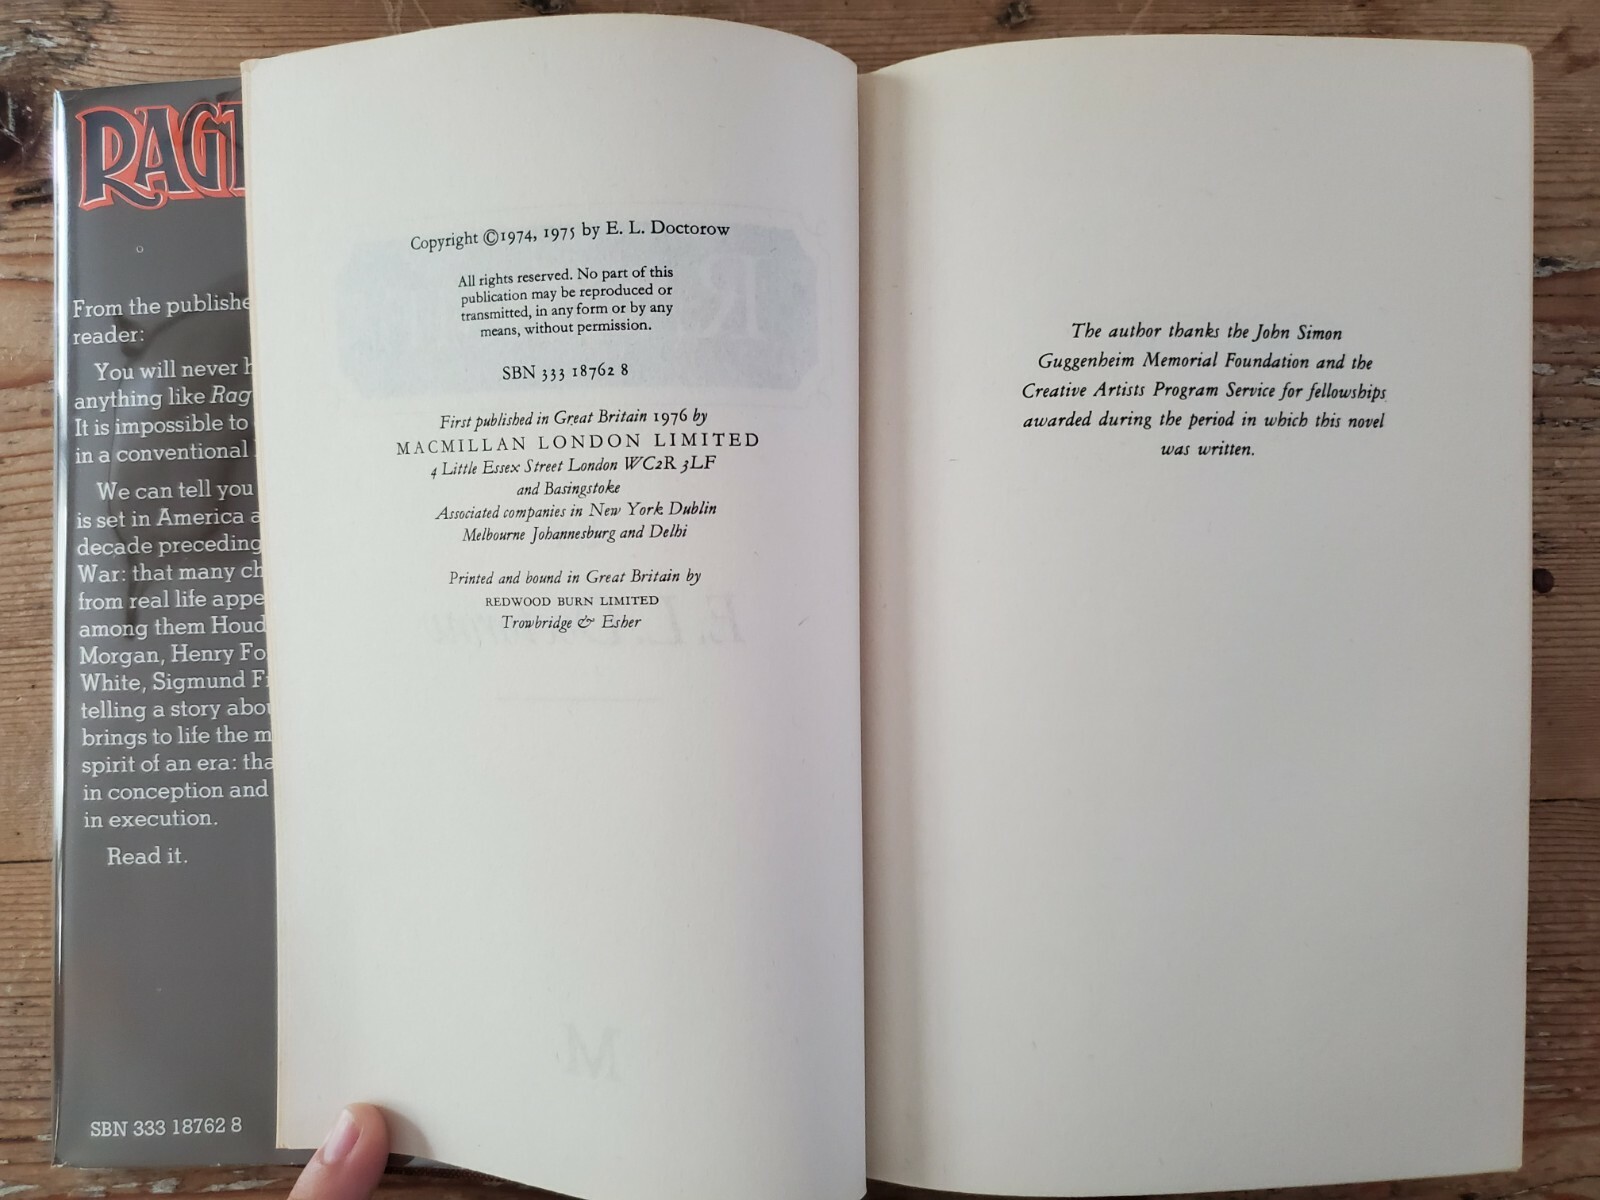 RAG
From the publishe
reader:
You will never h
anything like Rag
It is impossible to
in a conventional
We can tell you
is set in America a
decade preceding
War: that many ch
from real life appe
among them Houd
Morgan, Henry Fo
White, Sigmund Fr
telling a story abou
brings to life the m
spirit of an era: tha
in conception and
in execution.
Read it.
SBN 333 18762 8
Copyright ©1974, 1975 by E. L. Doctorow
All rights reserved. No part of this
publication may be reproduced or
transmitted, in any form or by any
means, without permission.
SBN 333 18762 8
First published in Great Britain 1976 by
MACMILLAN LONDON LIMITED
4 Little Essex Street London WC2R 3LF
and Basingstoke
Associated companies in New York Dublin
Melbourne Johannesburg and Delhi
Printed and bound in Great Britain by
REDWOOD BURN LIMITED
Trowbridge & Esher
The author thanks the John Simon
Guggenheim Memorial Foundation and the
Creative Artists Program Service for fellowships
awarded during the period in which this novel
was written.